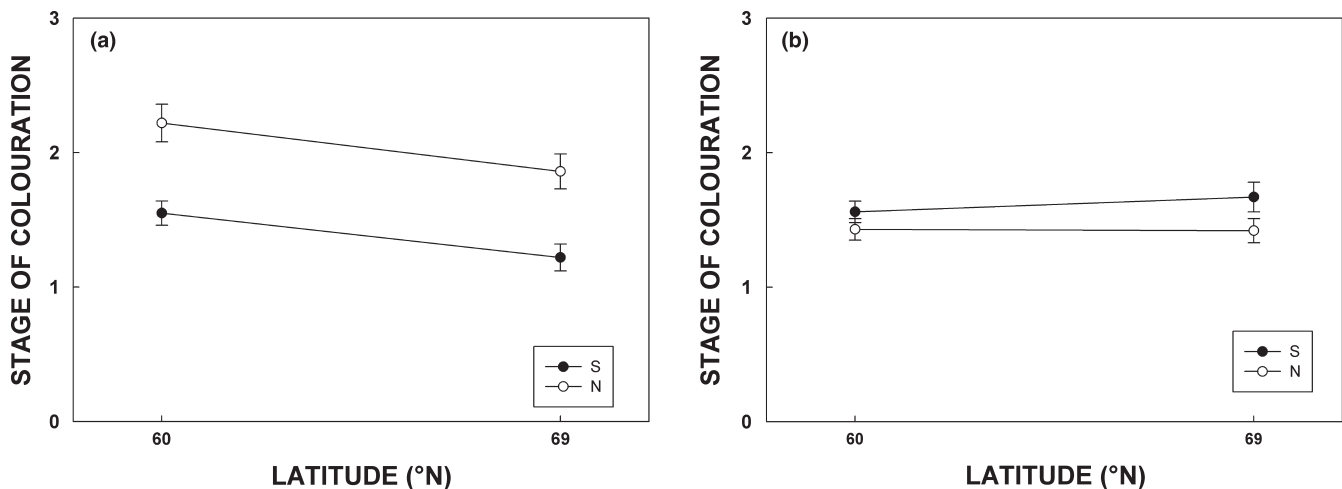 (a)
STAGE OF COLOURATION
3
2
1
0
60
69
LATITUDE (°N)
S
N
(b)
STAGE OF COLOURATION
3
2
1
0
60
69
LATITUDE (°N)
S
N